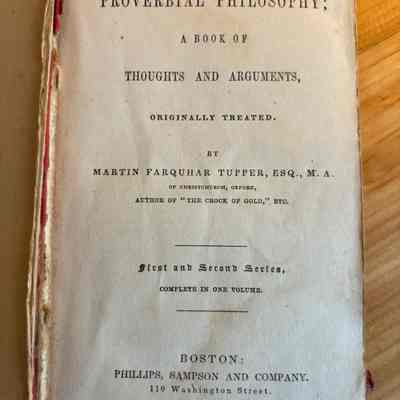 PROVERBIAL PHILOSOPHY;
A BOOK OF
THOUGHTS AND ARGUMENTS,
ORIGINALLY TREATED.
BY
MARTIN FARQUHAR TUPPER, ESQ., M. A.
OF CHRISTCHURCH, OXFORD,
AUTHOR OF "THE CROCK OF GOLD," ETC.
First and Second Series,
COMPLETE IN ONE VOLUME.
BOSTON:
PHILLIPS, SAMPSON AND COMPANY.
110 Washington Street.